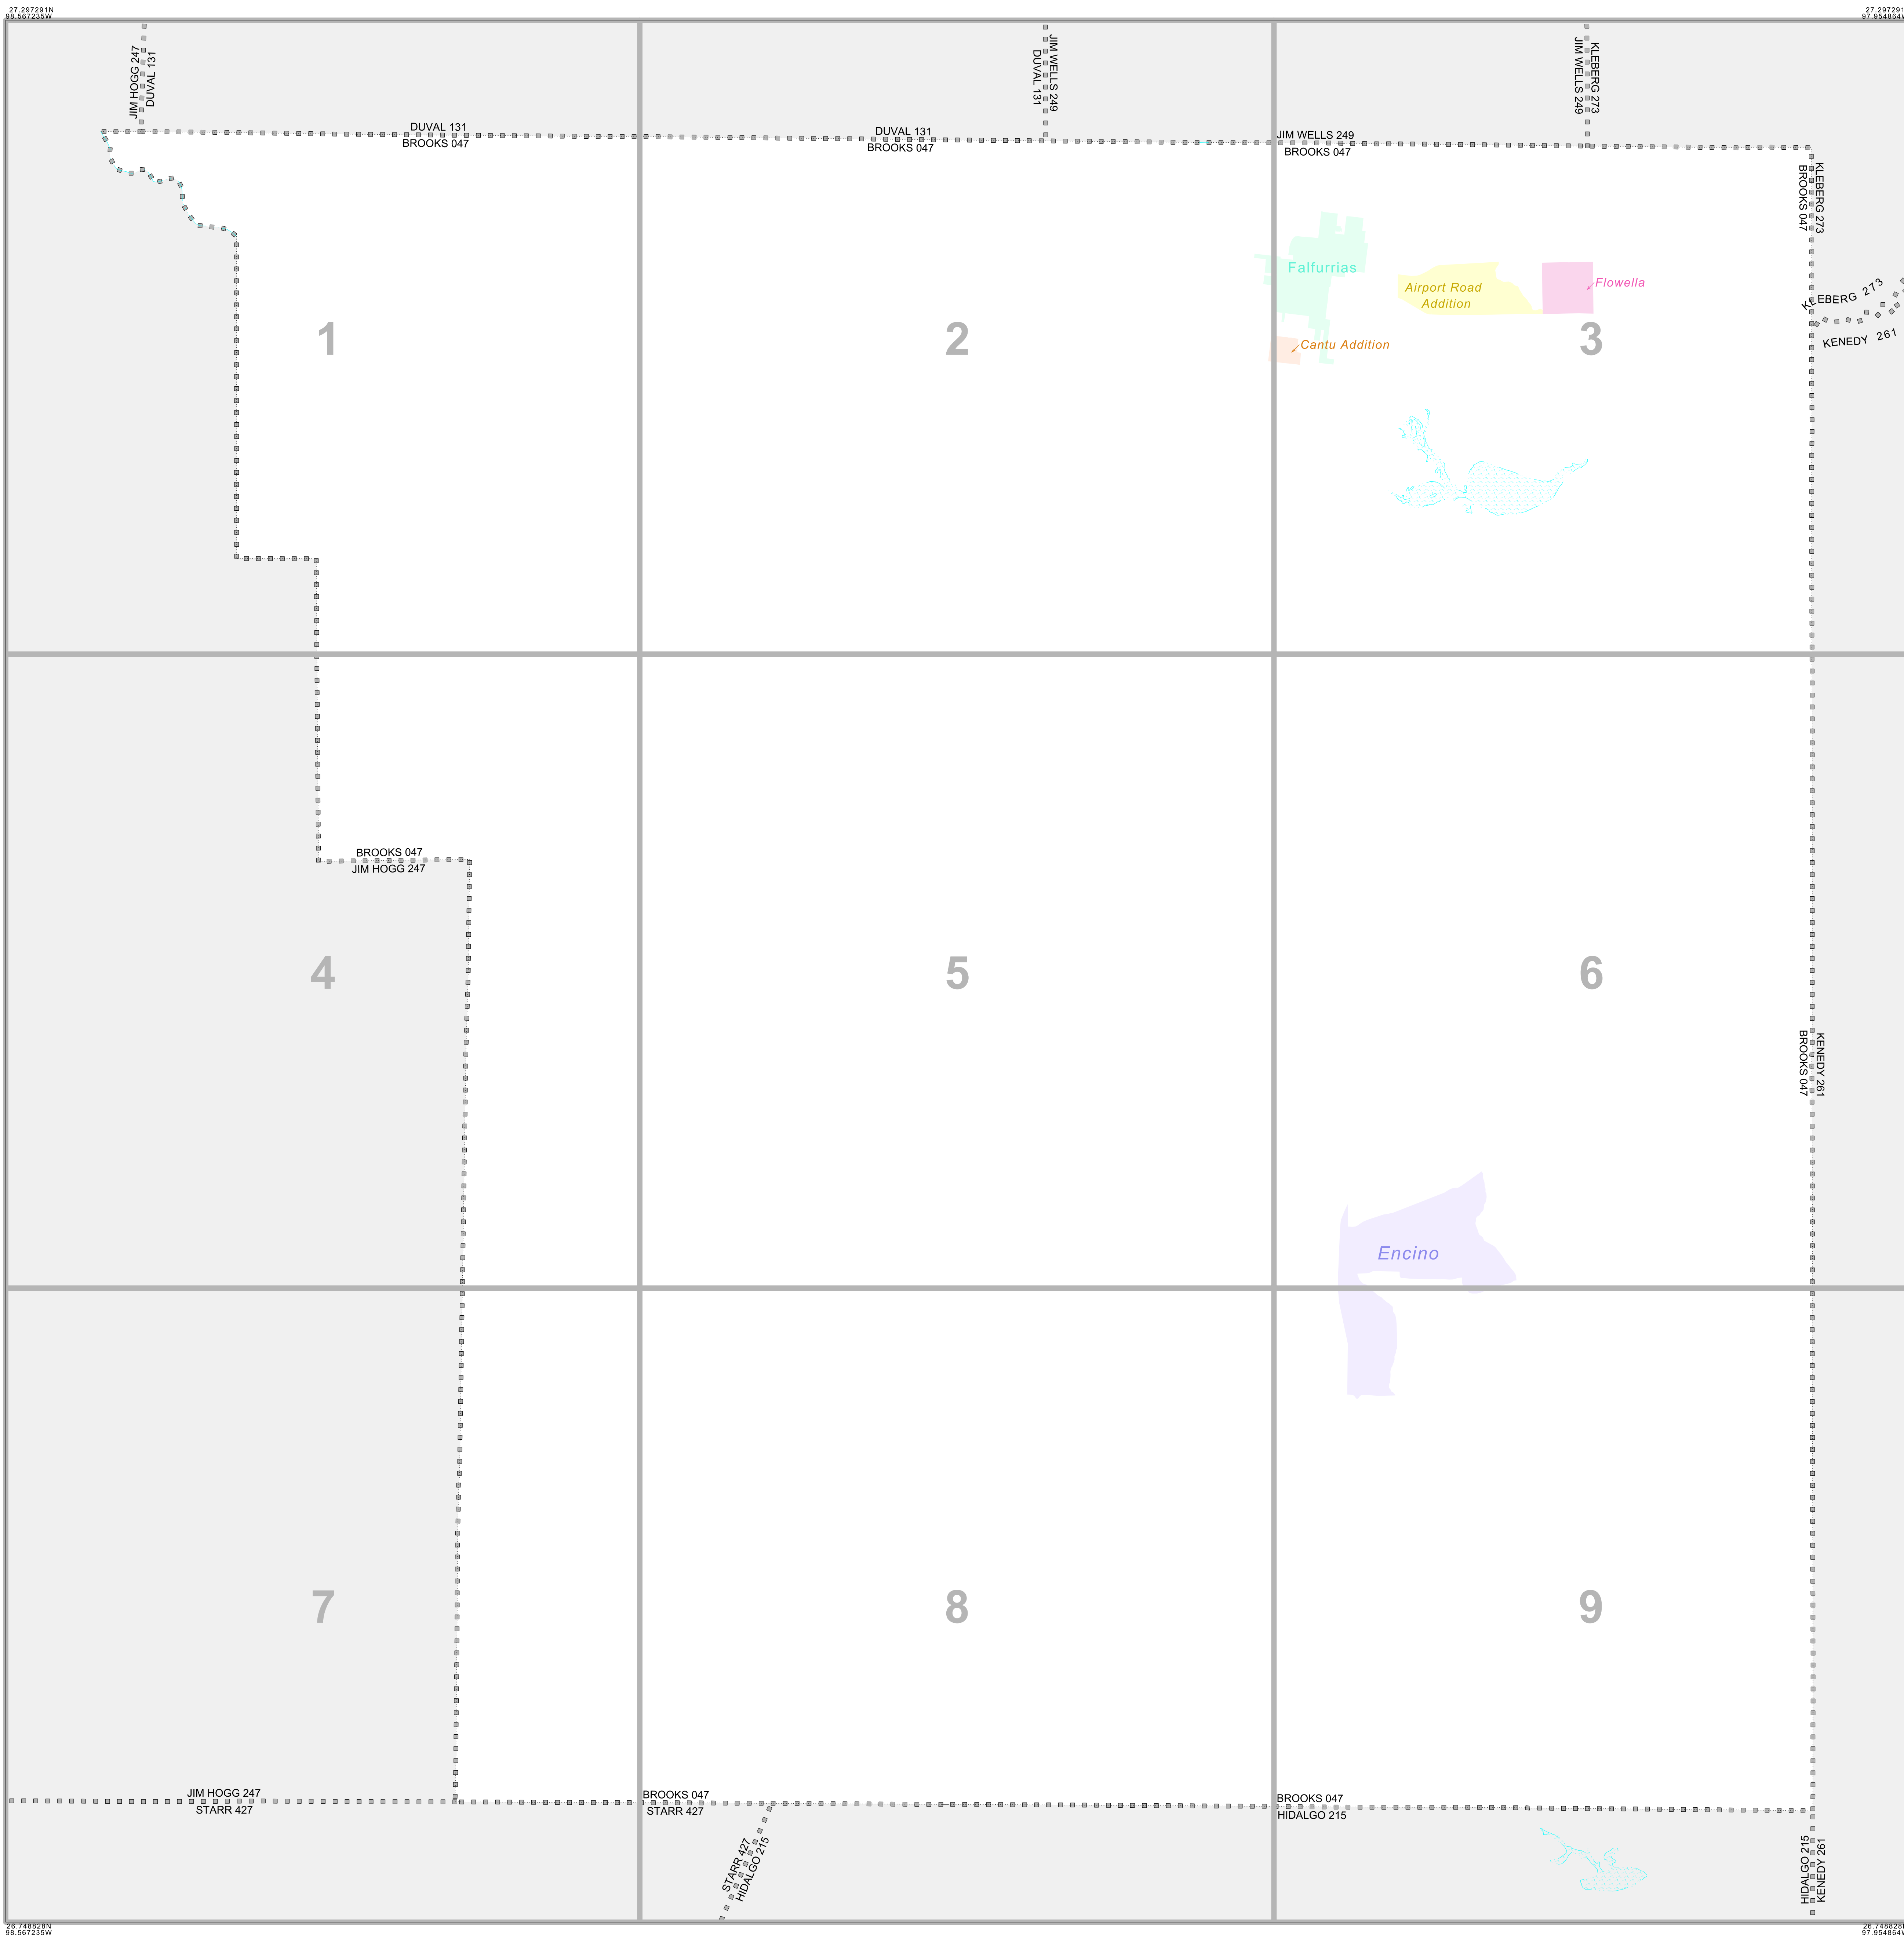 27.297291N
98.567235W
27.297291
97.954864W
JIM HOGG 247
DUVAL 131
JIM WELLS 249
DUVAL 131
KLEBERG 273
JIM WELLS 249
DUVAL 131
BROOKS 047
DUVAL 131
BROOKS 047
JIM WELLS 249
BROOKS 047
KLEBERG 273
BROOKS 047
Falfurrias
Airport Road
Addition
Flowella
KLEBERG 273
KENEDY 261
Cantu Addition
1
2
3
BROOKS 047
JIM HOGG 247
4
5
6
KENEDY 261
BROOKS 047
Encino
7
8
9
JIM HOGG 247
STARR 427
BROOKS 047
STARR 427
BROOKS 047
HIDALGO 215
STARR 427
HIDALGO 215
HIDALGO 215
KENEDY 261
26.748828N
98.567235W
26.748828N
97.954864W